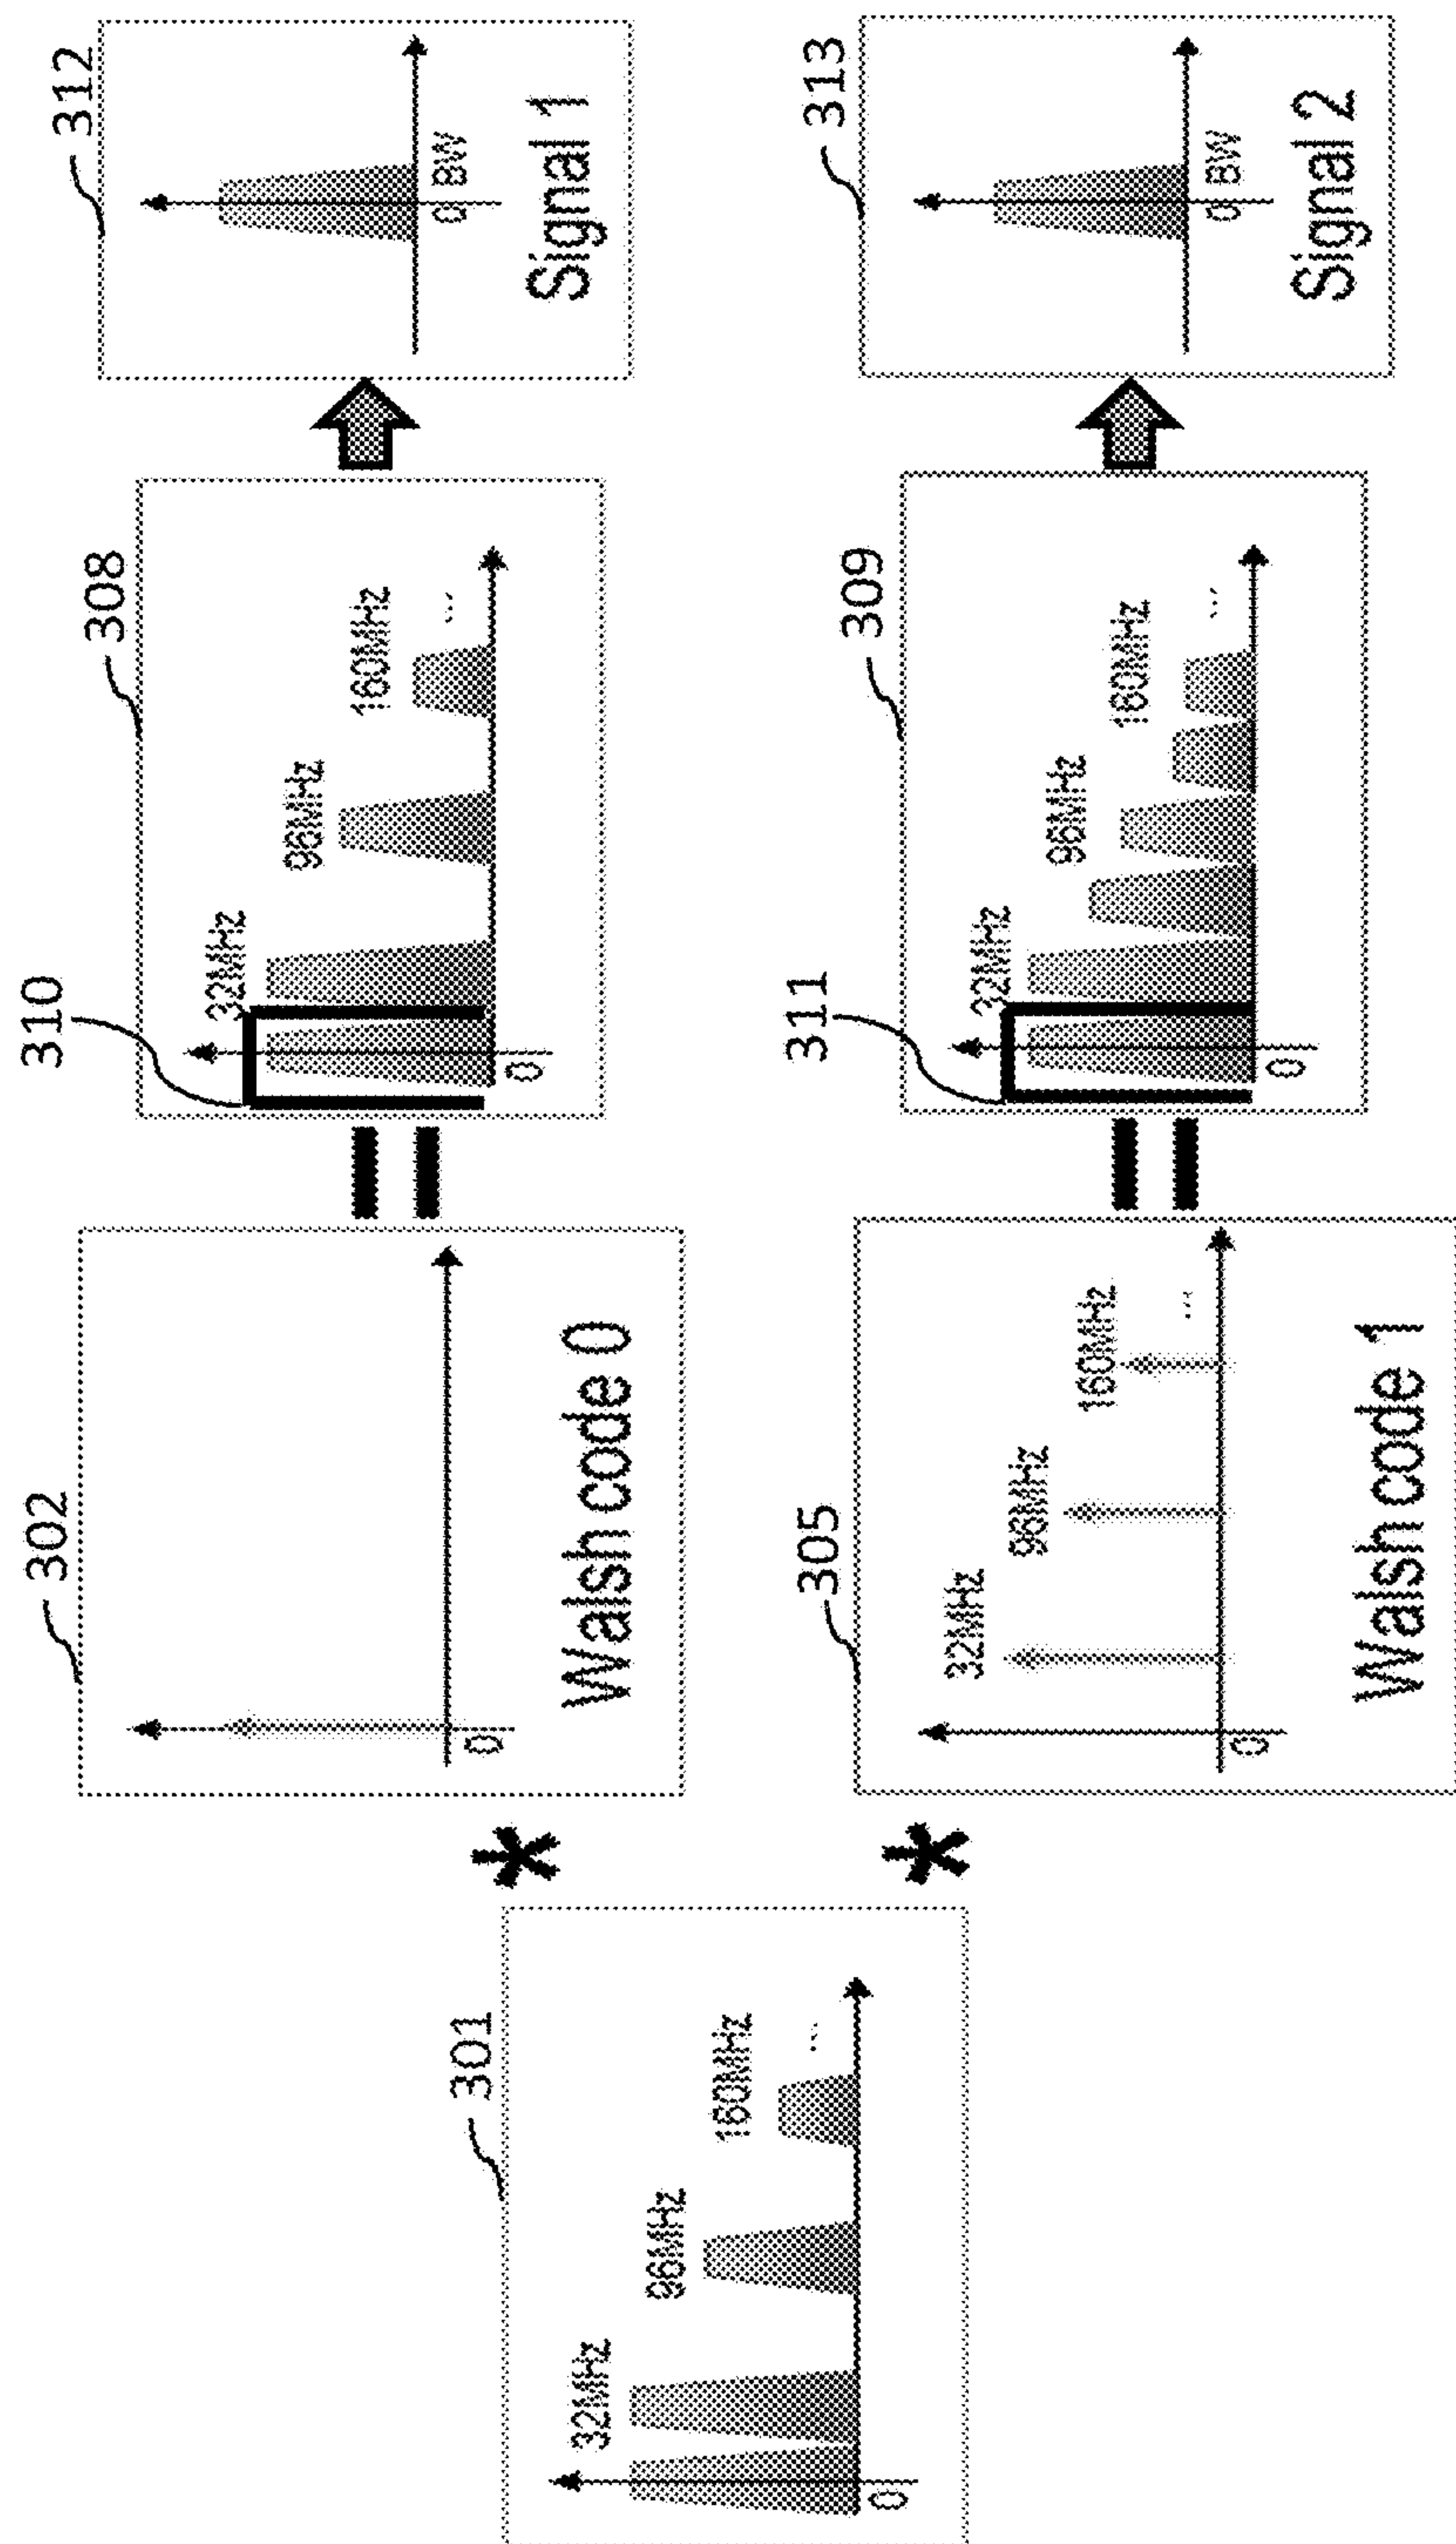 301
32MHz
96MHz
160MHz
...
0
*
*
302
0
Walsh code 0
305
32MHz
96MHz
160MHz
...
0
Walsh code 1
=
=
310
308
32MHz
96MHz
160MHz
...
0
311
309
32MHz
96MHz
160MHz
...
0
312
0 BW
Signal 1
313
0 BW
Signal 2